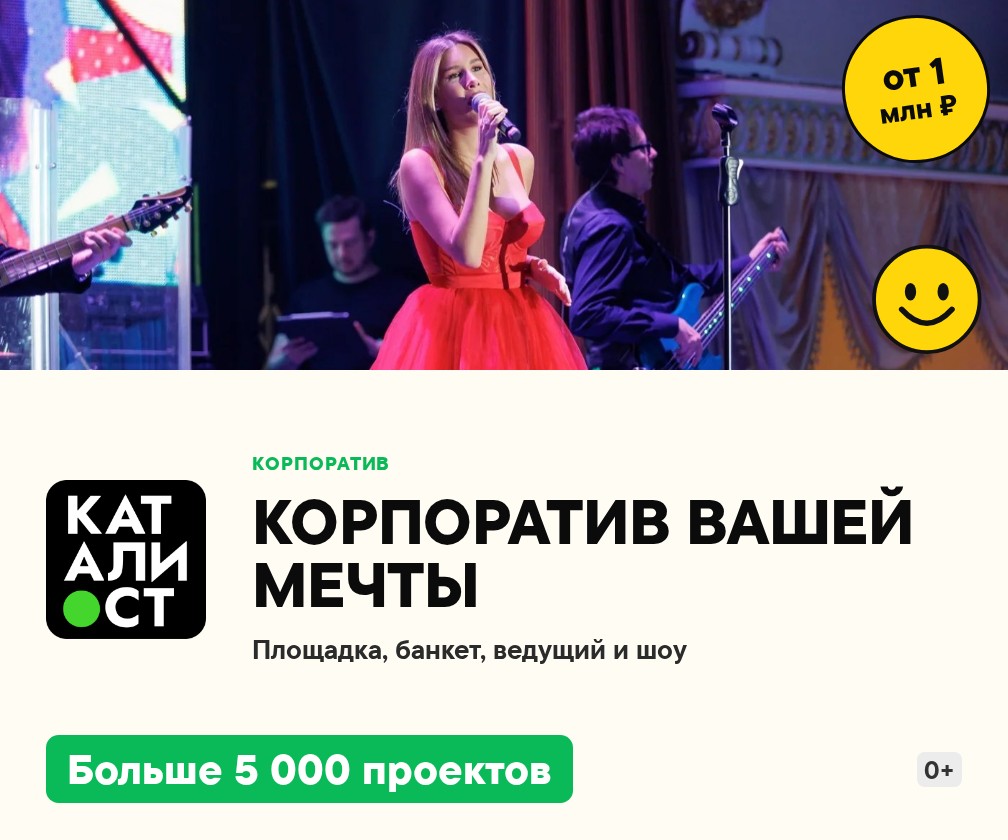 от 1
млн ₽
КОРПОРАТИВ
КАТ
АЛИ
СТ
КОРПОРАТИВ ВАШЕЙ
МЕЧТЫ
Площадка, банкет, ведущий и шоу
Больше 5 000 проектов
0+